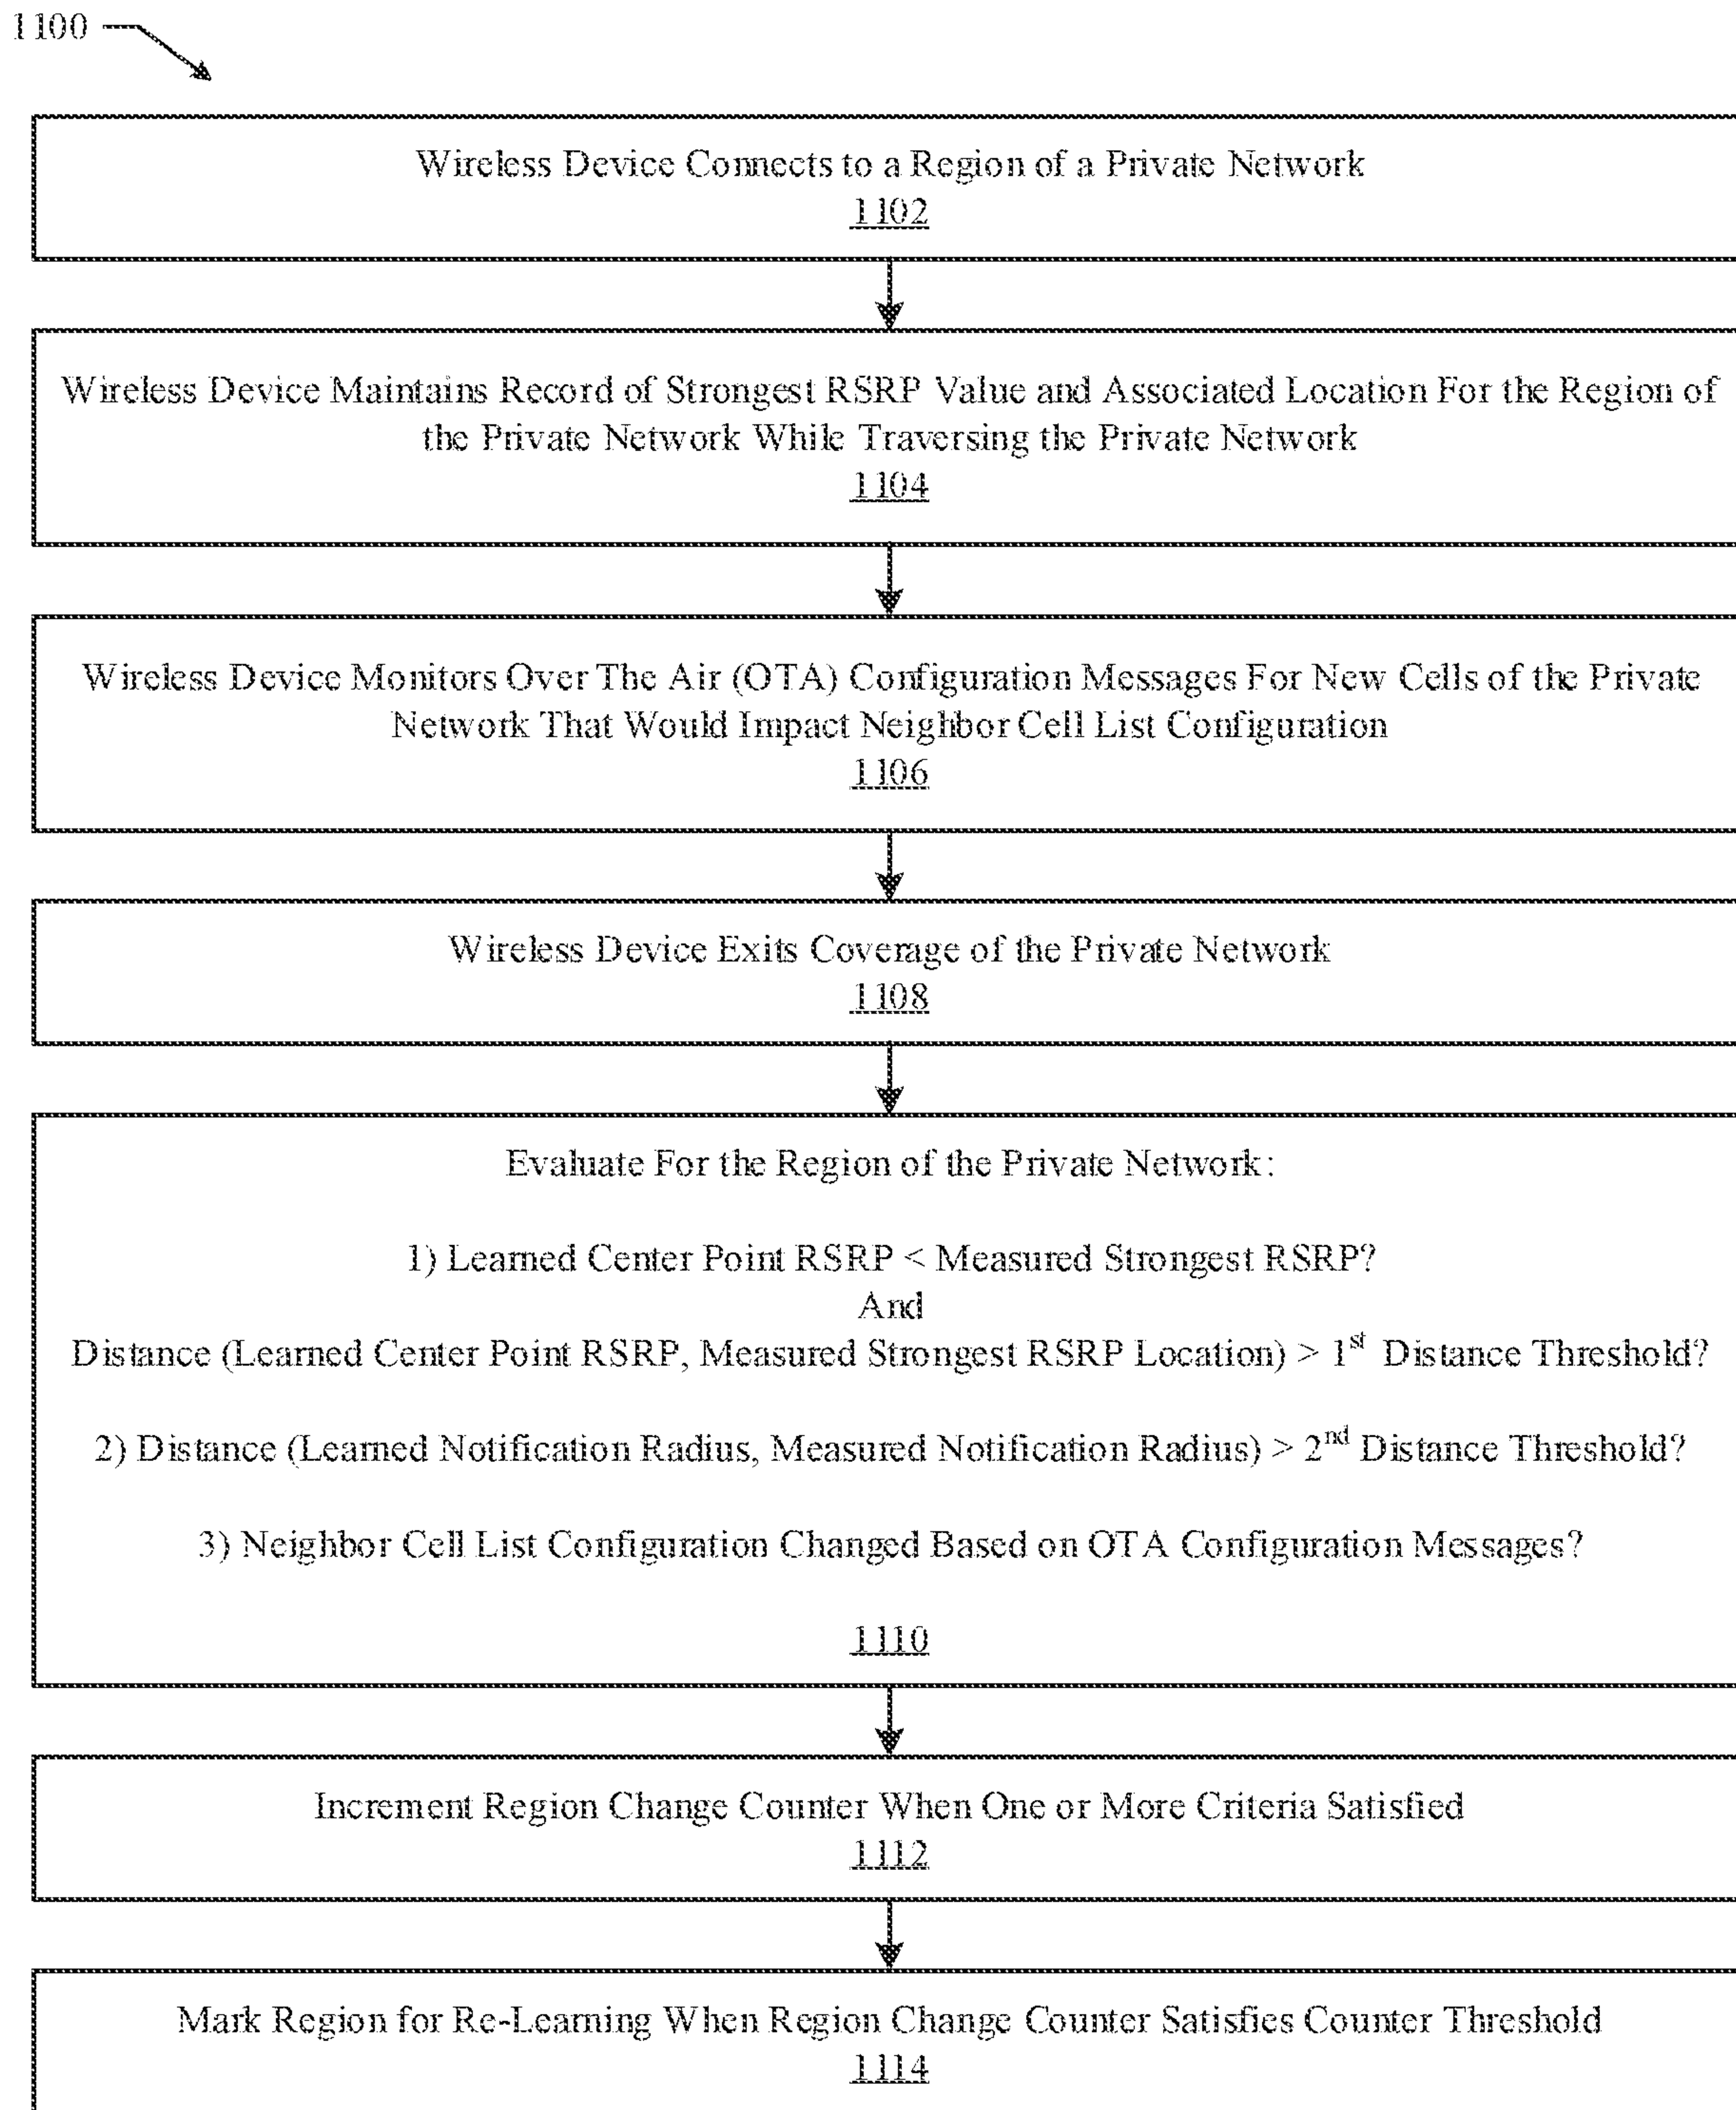 1100
Wireless Device Connects to a Region of a Private Network
1102
Wireless Device Maintains Record of Strongest RSRP Value and Associated Location For the Region of
the Private Network While Traversing the Private Network
1104
Wireless Device Monitors Over The Air (OTA) Configuration Messages For New Cells of the Private
Network That Would Impact Neighbor Cell List Configuration
1106
Wireless Device Exits Coverage of the Private Network
1108
Evaluate For the Region of the Private Network:
1) Learned Center Point RSRP < Measured Strongest RSRP?
And
Distance (Learned Center Point RSRP, Measured Strongest RSRP Location) > 1st Distance Threshold?
2) Distance (Learned Notification Radius, Measured Notification Radius) > 2nd Distance Threshold?
3) Neighbor Cell List Configuration Changed Based on OTA Configuration Messages?
1110
Increment Region Change Counter When One or More Criteria Satisfied
1112
Mark Region for Re-Learning When Region Change Counter Satisfies Counter Threshold
1114